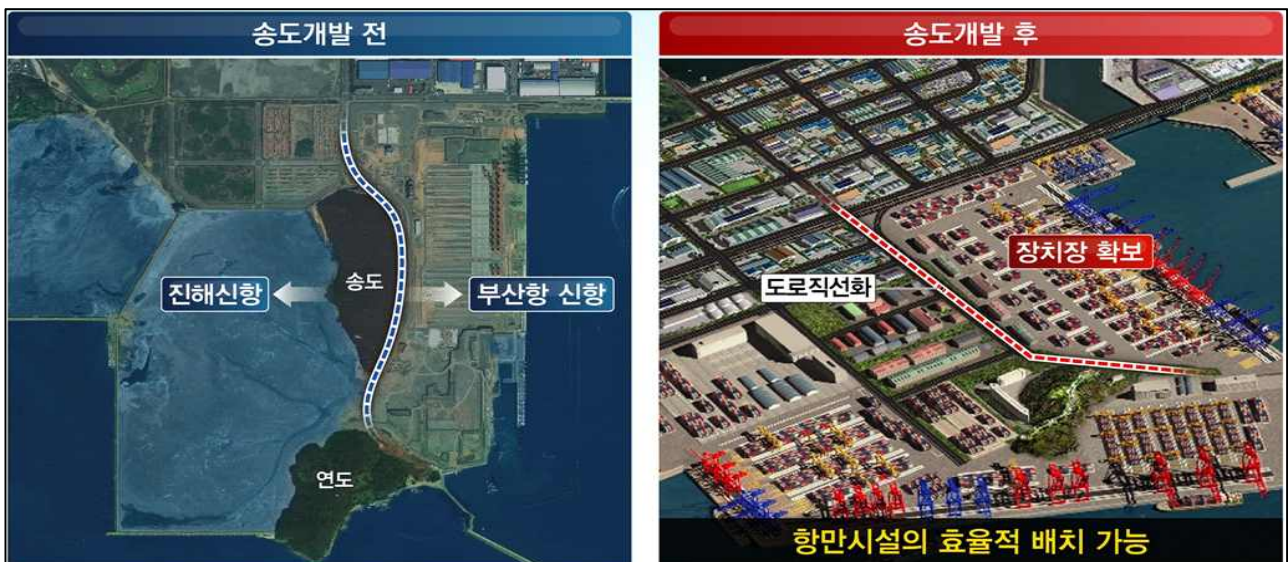 송도개발 전
진해신항
송도
부산항 신항
연도
송도개발 후
장치장 확보
도로직선화
항만시설의 효율적 배치 가능